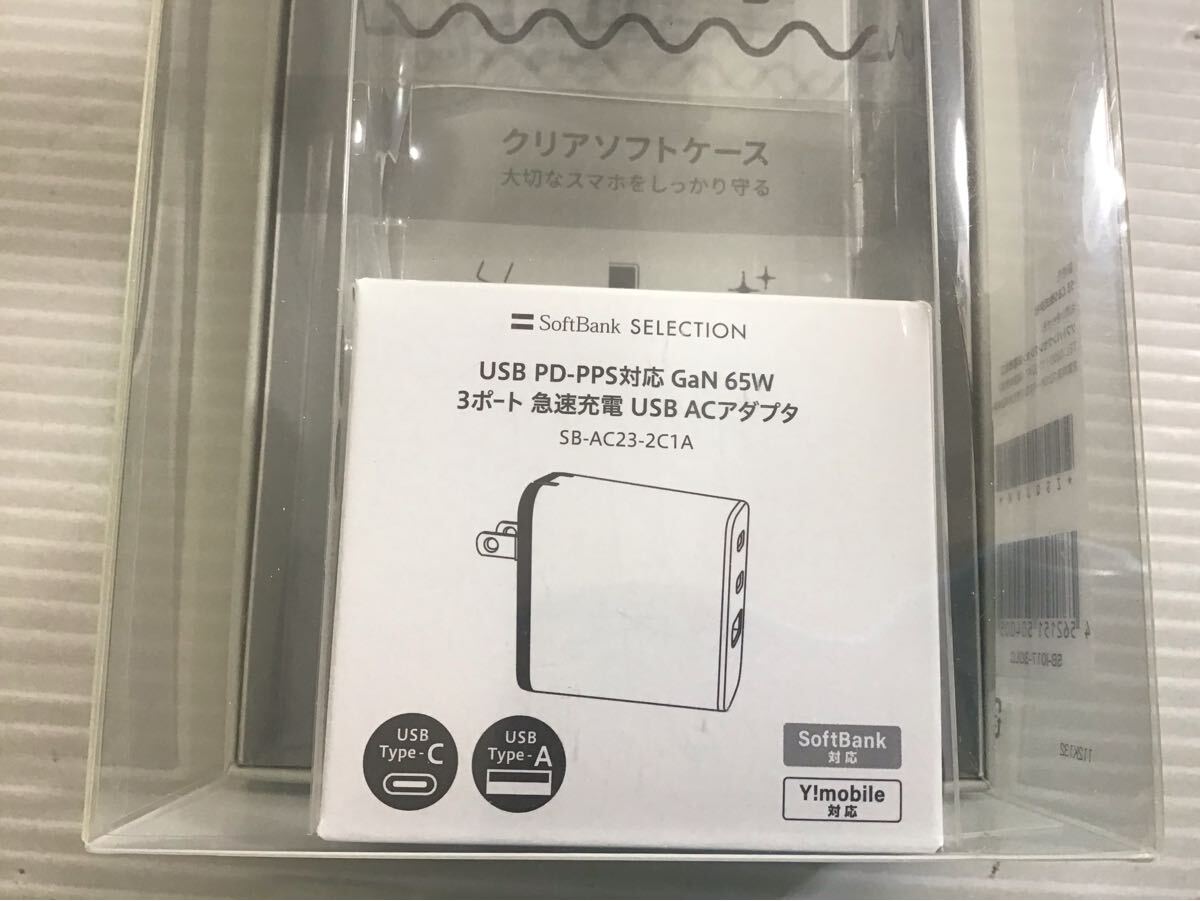 クリアソフトケース
大切なスマホをしっかり守る
SoftBank SELECTION
USB PD-PPS対応 GaN 65W
3ポート 急速充電 USB ACアダプタ
SB-AC23-2C1A
USB
Type-C
USB
Type-A
SoftBank
対応
Y!mobile
対応
112K132